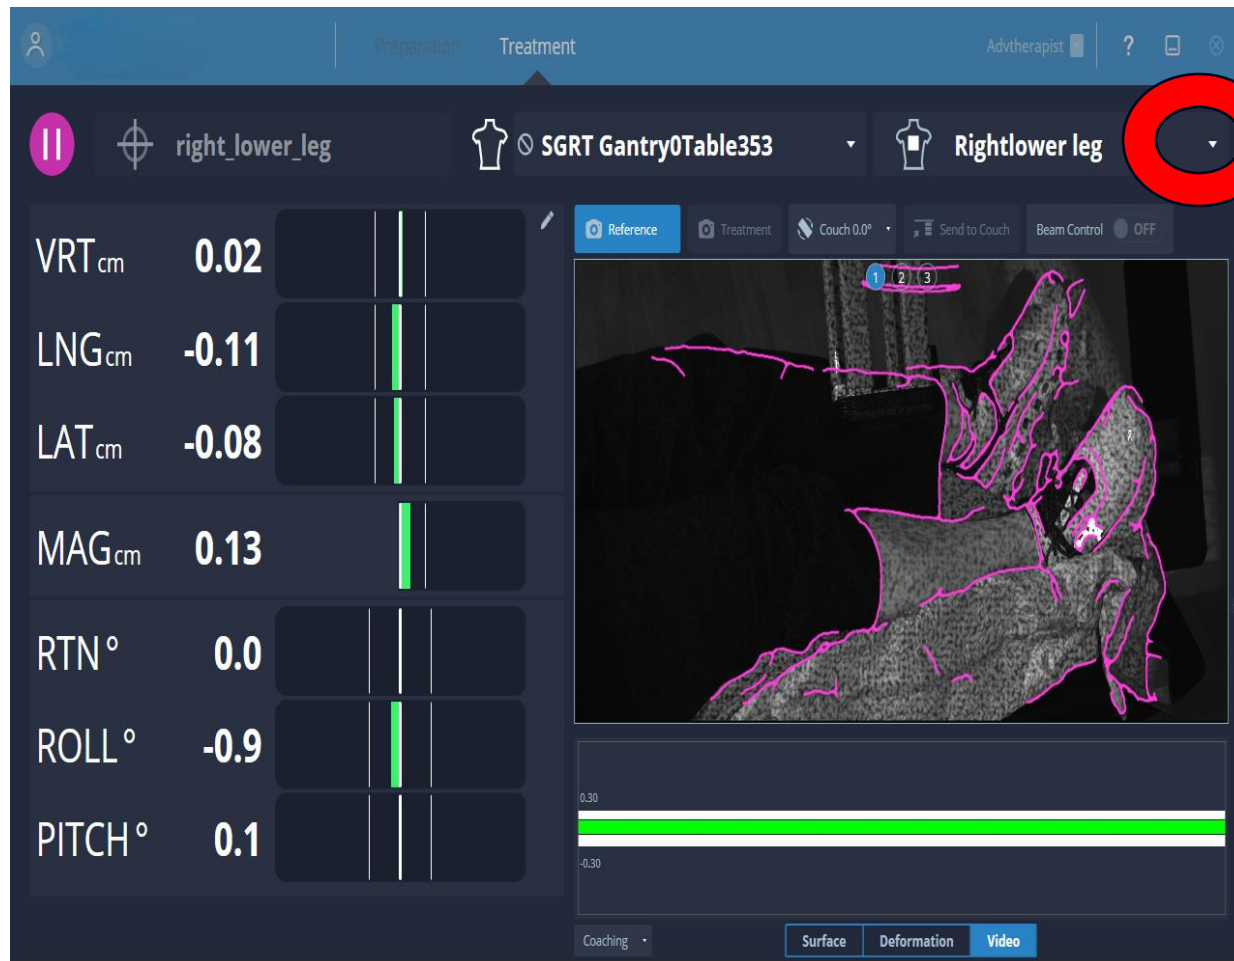 Preparation
Treatment
Advtherapist
?
right_lower_leg
SGRT Gantry0Table353
Rightlower leg
VRT cm 0.02
LNG cm -0.11
LAT cm -0.08
MAG cm 0.13
RTN ° 0.0
ROLL ° -0.9
PITCH ° 0.1
Reference
Treatment
Couch 0.0°
Send to Couch
Beam Control
OFF
1 2 3
0.30
-0.30
Coaching
Surface
Deformation
Video